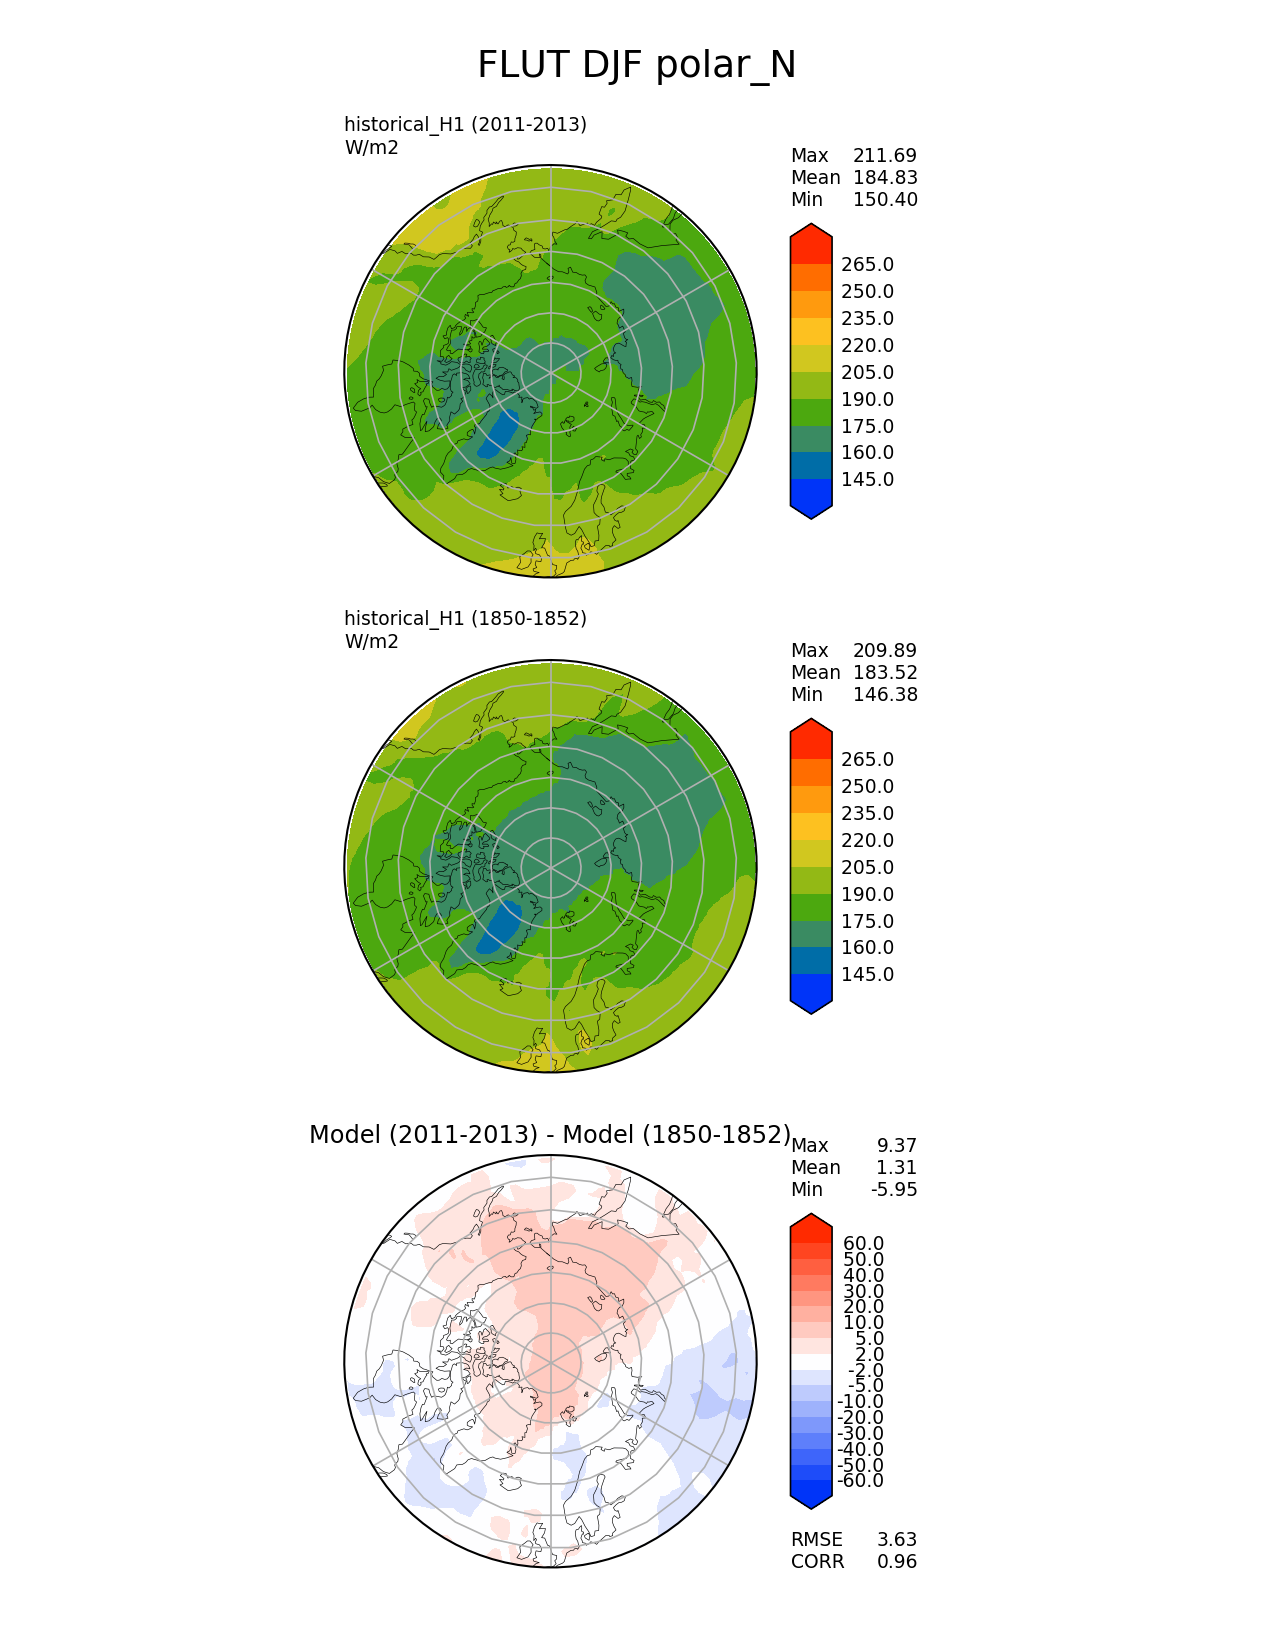 FLUT DJF polar_N
historical_H1 (2011-2013)
W/m2
Max 211.69
Mean 184.83
Min 150.40
265.0
250.0
235.0
220.0
205.0
190.0
175.0
160.0
145.0
historical_H1 (1850-1852)
W/m2
Max 209.89
Mean 183.52
Min 146.38
265.0
250.0
235.0
220.0
205.0
190.0
175.0
160.0
145.0
Model (2011-2013) - Model (1850-1852)
Max 9.37
Mean 1.31
Min -5.95
60.0
50.0
40.0
30.0
20.0
10.0
5.0
2.0
-2.0
-5.0
-10.0
-20.0
-30.0
-40.0
-50.0
-60.0
RMSE 3.63
CORR 0.96